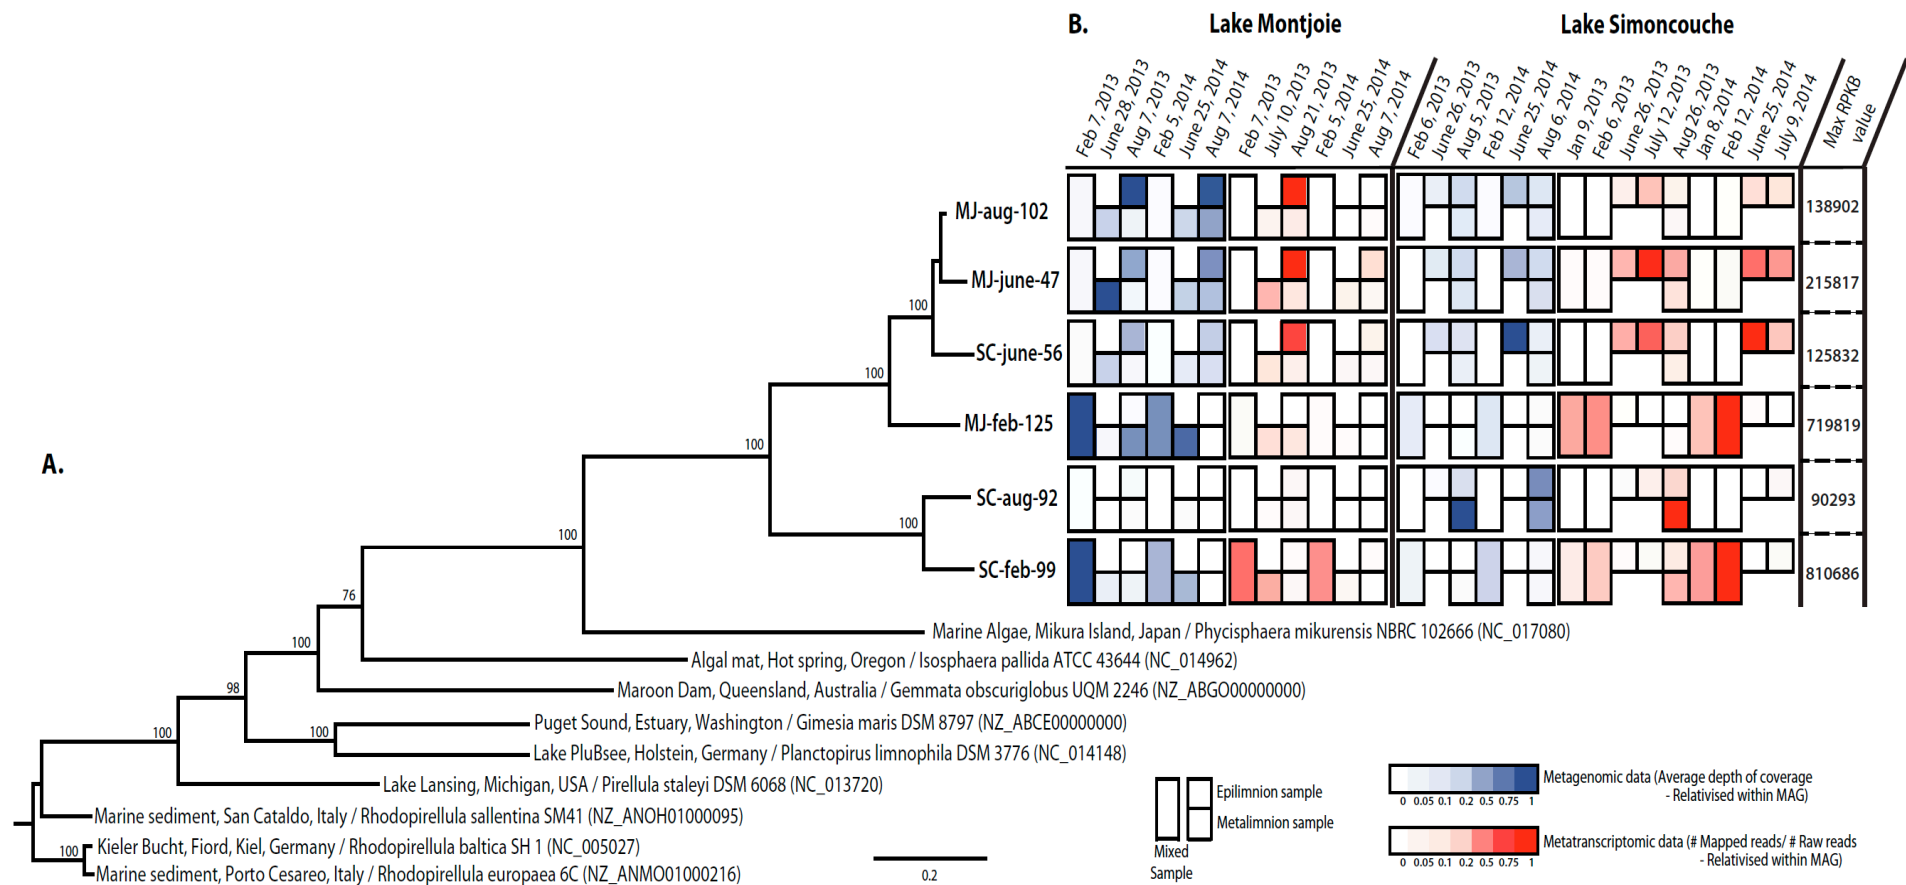 B.
Lake Montjoie
Lake Simoncouche
Feb 7, 2013
June 28, 2013
Aug 7, 2013
Feb 5, 2014
June 25, 2014
Aug 7, 2014
Feb 7, 2013
July 10, 2013
Aug 21, 2013
Feb 5, 2014
June 25, 2014
Aug 7, 2014
Feb 6, 2013
June 26, 2013
Aug 5, 2013
Feb 12, 2014
June 25, 2014
Aug 6, 2014
Jan 9, 2013
Feb 6, 2013
June 26, 2013
July 12, 2013
Aug 26, 2013
Jan 8, 2014
Feb 12, 2014
June 25, 2014
July 9, 2014
Max RPKB
value
MJ-aug-102
138902
MJ-june-47
215817
100
SC-june-56
125832
100
MJ-feb-125
719819
100
A.
SC-aug-92
90293
100
100
SC-feb-99
810686
76
Marine Algae, Mikura Island, Japan / Phycisphaera mikurensis NBRC 102666 (NC_017080)
100
Algal mat, Hot spring, Oregon / Isosphaera pallida ATCC 43644 (NC_014962)
98
Maroon Dam, Queensland, Australia / Gemmata obscuriglobus UQM 2246 (NZ_ABGO00000000)
100
100
Puget Sound, Estuary, Washington / Gimesia maris DSM 8797 (NZ_ABCE00000000)
Lake PluBsee, Holstein, Germany / Planctopirus limnophila DSM 3776 (NC_014148)
Lake Lansing, Michigan, USA / Pirellula staleyi DSM 6068 (NC_013720)
Marine sediment, San Cataldo, Italy / Rhodopirellula sallentina SM41 (NZ_ANOH01000095)
100
Kieler Bucht, Fiord, Kiel, Germany / Rhodopirellula baltica SH 1 (NC_005027)
Marine sediment, Porto Cesareo, Italy / Rhodopirellula europaea 6C (NZ_ANMO01000216)
0.2
Epilimnion sample
Metalimnion sample
Mixed
Sample
Metagenomic data (Average depth of coverage
- Relativised within MAG)
0 0.05 0.1 0.2 0.5 0.75 1
Metatranscriptomic data (# Mapped reads/ # Raw reads
- Relativised within MAG)
0 0.05 0.1 0.2 0.5 0.75 1